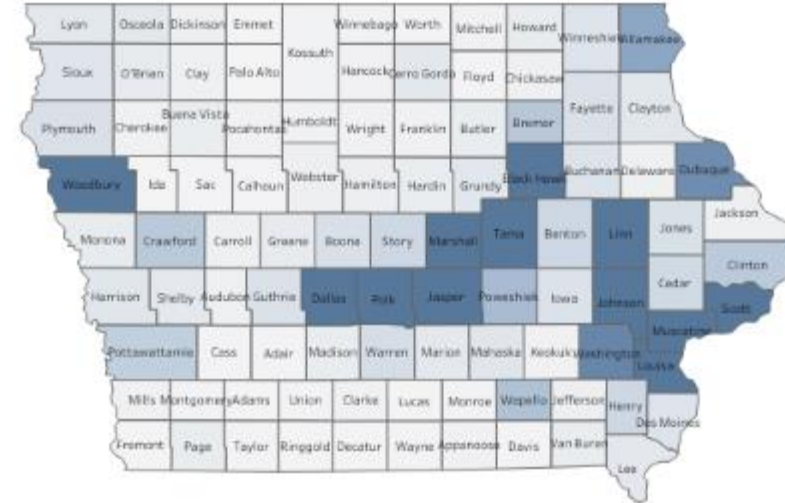 Lyon Osceola Dickinson Emmet Kossuth Winnebago Worth Mitchell Howard Winneshiek Allamakee
Sioux O'Brien Clay Palo Alto Hancock Cerro Gordo Floyd Chickasaw
Plymouth Cherokee Buena Vista Pocahontas Humboldt Wright Franklin Butler Bremer Fayette Clayton
Woodbury Ida Sac Calhoun Webster Hamilton Hardin Grundy Black Hawk Buchanan Delaware Dubuque
Monona Crawford Carroll Greene Boone Story Marshall Tama Benton Linn Jones Jackson
Clinton
Harrison Shelby Audubon Guthrie Dallas Polk Jasper Poweshiek Iowa Johnson Cedar Scott
Muscatine
Pottawattamie Cass Adair Madison Warren Marion Mahaska Keokuk Washington Louisa
Mills Montgomery Adams Union Clarke Lucas Monroe Wapello Jefferson Henry Des Moines
Fremont Page Taylor Ringgold Decatur Wayne Appanoose Davis Van Buren Lee